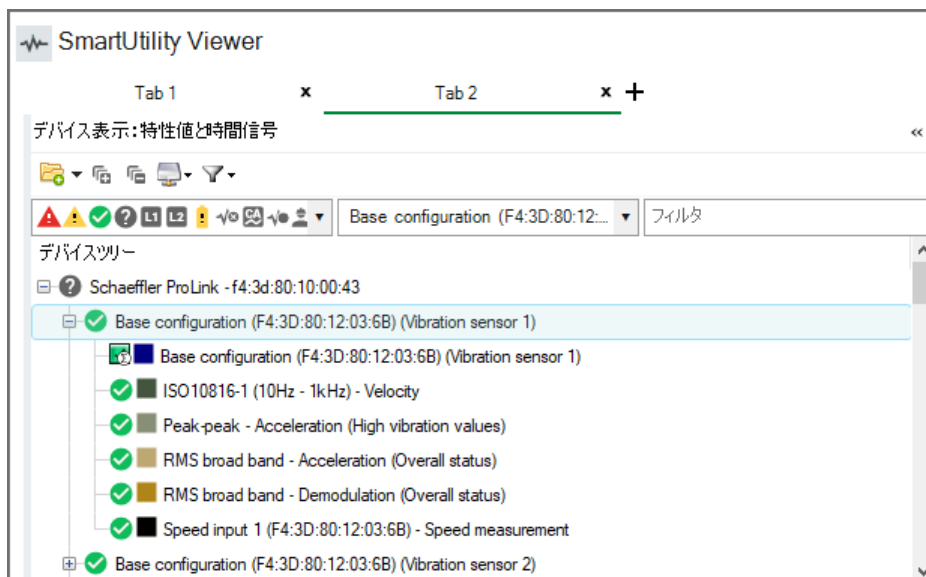 SmartUtility Viewer
Tab 1 x Tab 2 x +
デバイス表示:特性値と時間信号 «
L1 L2 CA Base configuration (F4:3D:80:12:... フィルタ
デバイスツリー
Schaeffler ProLink - f4:3d:80:10:00:43
Base configuration (F4:3D:80:12:03:6B) (Vibration sensor 1)
Base configuration (F4:3D:80:12:03:6B) (Vibration sensor 1)
ISO10816-1 (10Hz - 1kHz) - Velocity
Peak-peak - Acceleration (High vibration values)
RMS broad band - Acceleration (Overall status)
RMS broad band - Demodulation (Overall status)
Speed input 1 (F4:3D:80:12:03:6B) - Speed measurement
Base configuration (F4:3D:80:12:03:6B) (Vibration sensor 2)